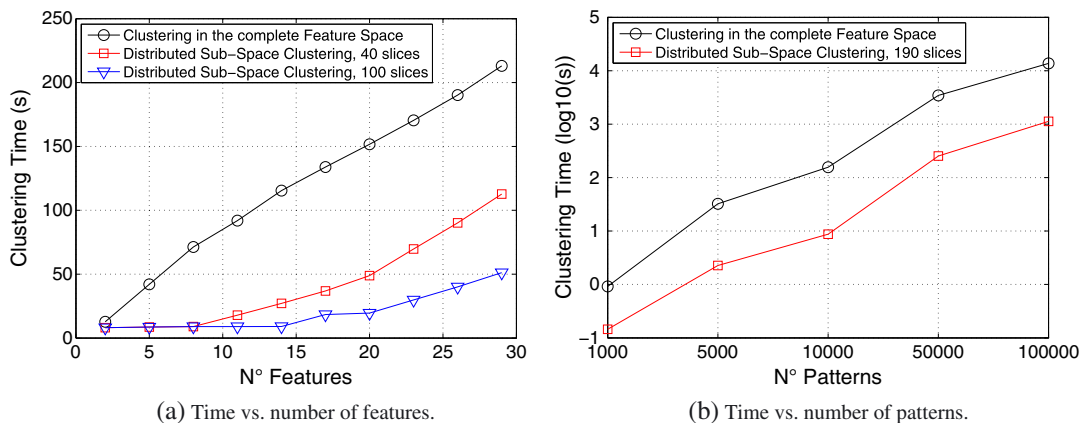 250
200
150
100
50
0
Clustering Time (s)
Clustering in the complete Feature Space
Distributed Sub-Space Clustering, 40 slices
Distributed Sub-Space Clustering, 100 slices
0 5 10 15 20 25 30
N° Features
(a) Time vs. number of features.
5
4
3
2
1
0
−1
Clustering Time (log10(s))
Clustering in the complete Feature Space
Distributed Sub-Space Clustering, 190 slices
1000 5000 10000 50000 100000
N° Patterns
(b) Time vs. number of patterns.